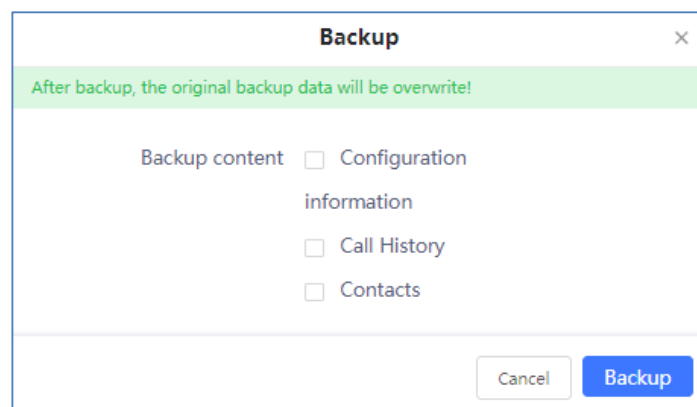 Backup
After backup, the original backup data will be overwrite!
Backup content Configuration
information
Call History
Contacts
Cancel Backup